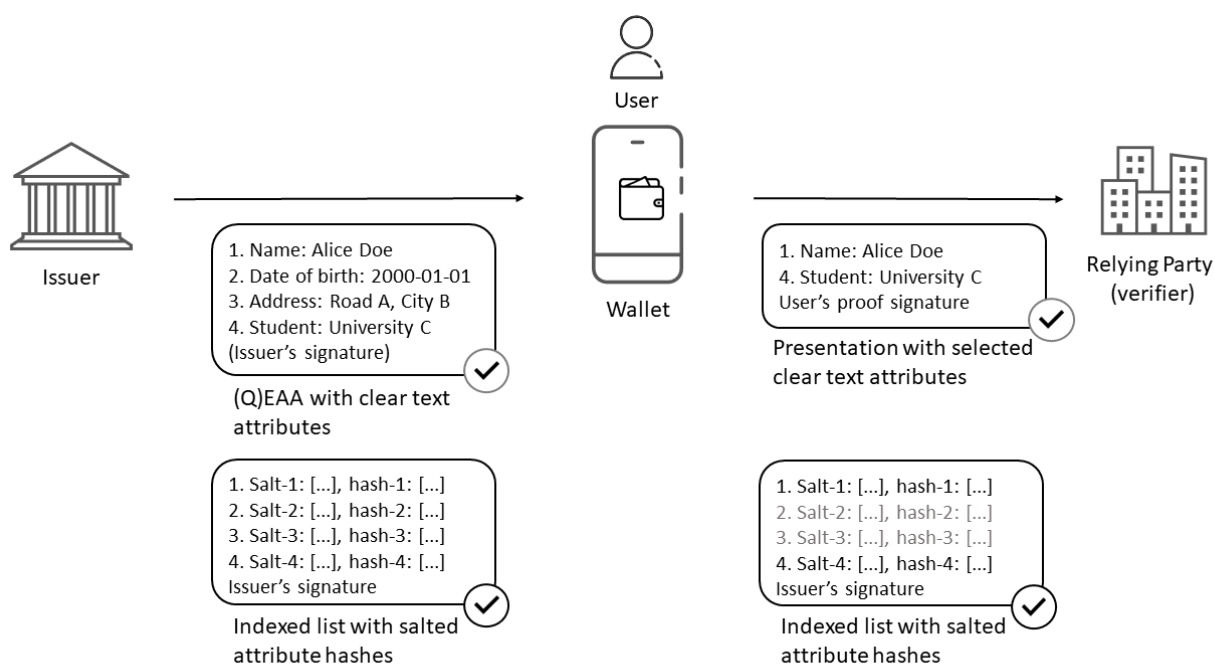 User
Issuer
Wallet
Relying Party
(verifier)
1. Name: Alice Doe
2. Date of birth: 2000-01-01
3. Address: Road A, City B
4. Student: University C
(Issuer's signature)
(Q)EAA with clear text
attributes
1. Name: Alice Doe
4. Student: University C
User's proof signature
Presentation with selected
clear text attributes
1. Salt-1: [...], hash-1: [...]
2. Salt-2: [...], hash-2: [...]
3. Salt-3: [...], hash-3: [...]
4. Salt-4: [...], hash-4: [...]
Issuer's signature
Indexed list with salted
attribute hashes
1. Salt-1: [...], hash-1: [...]
2. Salt-2: [...], hash-2: [...]
3. Salt-3: [...], hash-3: [...]
4. Salt-4: [...], hash-4: [...]
Issuer's signature
Indexed list with salted
attribute hashes